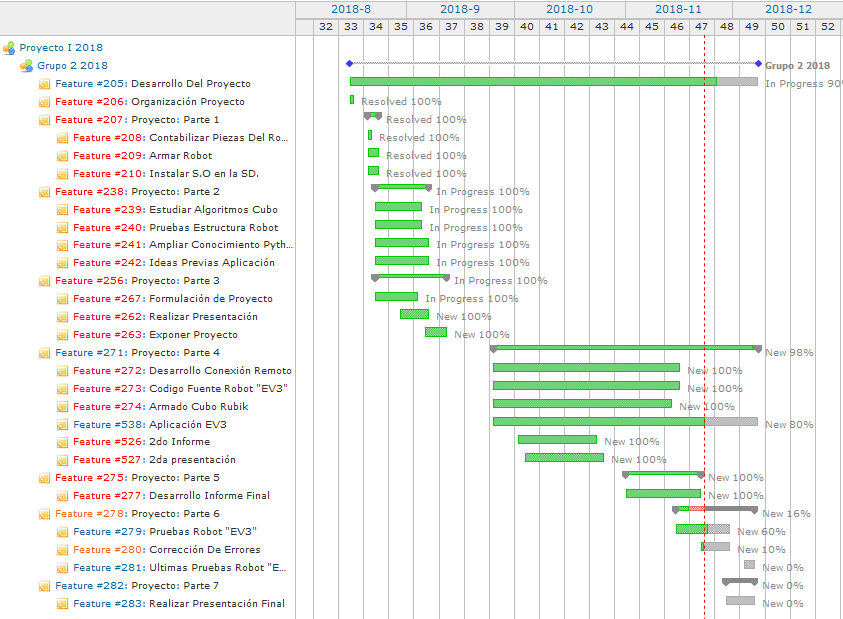 2018-8 2018-9 2018-10 2018-11 2018-12
32 33 34 35 36 37 38 39 40 41 42 43 44 45 46 47 48 49 50 51 52
Proyecto I 2018
Grupo 2 2018 Grupo 2 2018
Feature #205: Desarrollo Del Proyecto In Progress 90%
Feature #206: Organización Proyecto Resolved 100%
Feature #207: Proyecto: Parte 1 Resolved 100%
Feature #208: Contabilizar Piezas Del Ro... Resolved 100%
Feature #209: Armar Robot Resolved 100%
Feature #210: Instalar S.O en la SD. Resolved 100%
Feature #238: Proyecto: Parte 2 In Progress 100%
Feature #239: Estudiar Algoritmos Cubo In Progress 100%
Feature #240: Pruebas Estructura Robot In Progress 100%
Feature #241: Ampliar Conocimiento Pyth... In Progress 100%
Feature #242: Ideas Previas Aplicación In Progress 100%
Feature #256: Proyecto: Parte 3 In Progress 100%
Feature #267: Formulación de Proyecto In Progress 100%
Feature #262: Realizar Presentación New 100%
Feature #263: Exponer Proyecto New 100%
Feature #271: Proyecto: Parte 4 New 98%
Feature #272: Desarrollo Conexión Remoto New 100%
Feature #273: Codigo Fuente Robot "EV3" New 100%
Feature #274: Armado Cubo Rubik New 100%
Feature #538: Aplicación EV3 New 80%
Feature #526: 2do Informe New 100%
Feature #527: 2da presentación New 100%
Feature #275: Proyecto: Parte 5 New 100%
Feature #277: Desarrollo Informe Final New 100%
Feature #278: Proyecto: Parte 6 New 16%
Feature #279: Pruebas Robot "EV3" New 60%
Feature #280: Corrección De Errores New 10%
Feature #281: Ultimas Pruebas Robot "E... New 0%
Feature #282: Proyecto: Parte 7 New 0%
Feature #283: Realizar Presentación Final New 0%